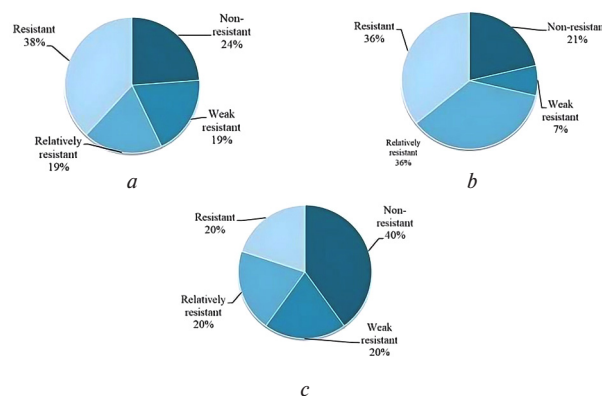 Resistant
38%
Non-
resistant
24%
Weak
resistant
19%
Relatively
resistant
19%
a
Resistant
36%
Non-resistant
21%
Weak
resistant
7%
Relatively
resistant
36%
b
Resistant
20%
Non-
resistant
40%
Relatively
resistant
20%
Weak
resistant
20%
c